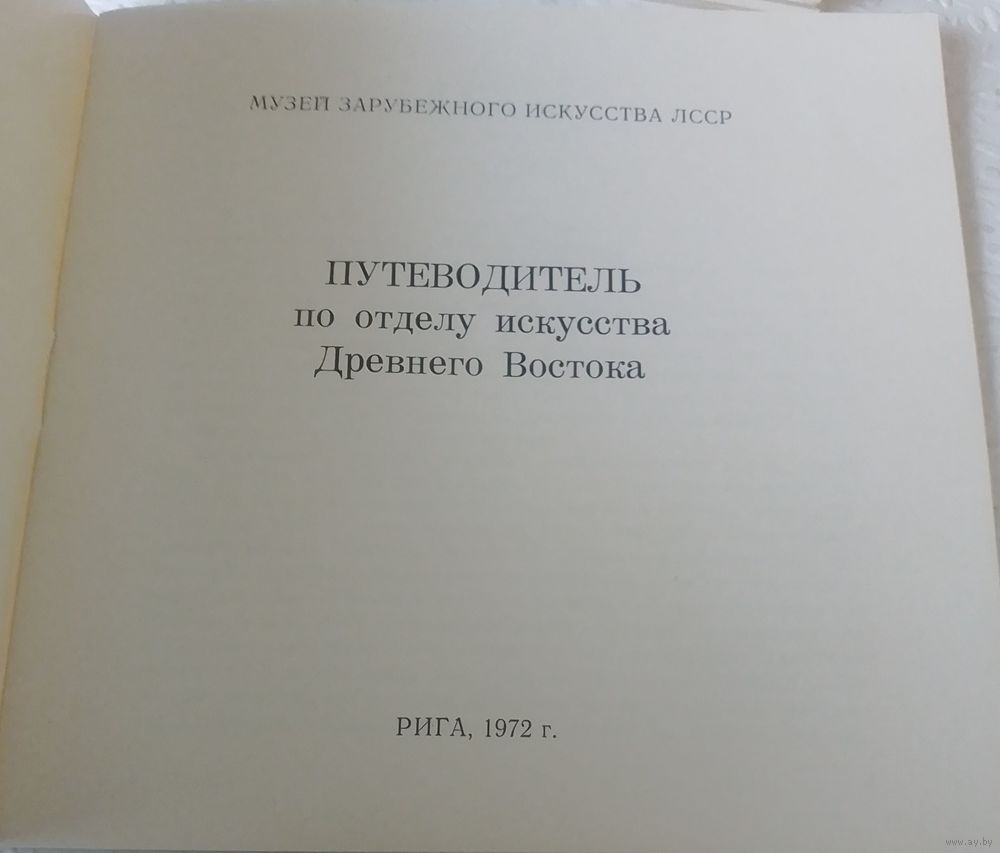 МУЗЕЙ ЗАРУБЕЖНОГО ИСКУССТВА ЛССР
ПУТЕВОДИТЕЛЬ
по отделу искусства
Древнего Востока
РИГА, 1972 г.
www.ay.by